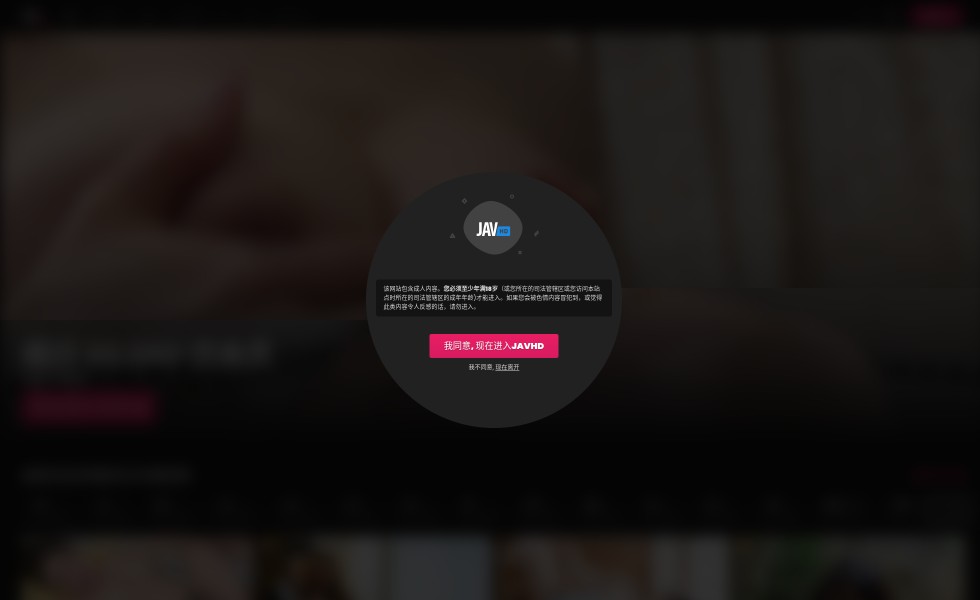 JAV HD
该网站包含成人内容。您必须至少年满18岁（或您所在的司法管辖区或您访问本站
点时所在的司法管辖区的成年年龄)才能进入。如果您会被色情内容冒犯到，或觉得
此类内容令人反感的话，请勿进入。
我同意, 现在进入JAVHD
我不同意, 现在离开